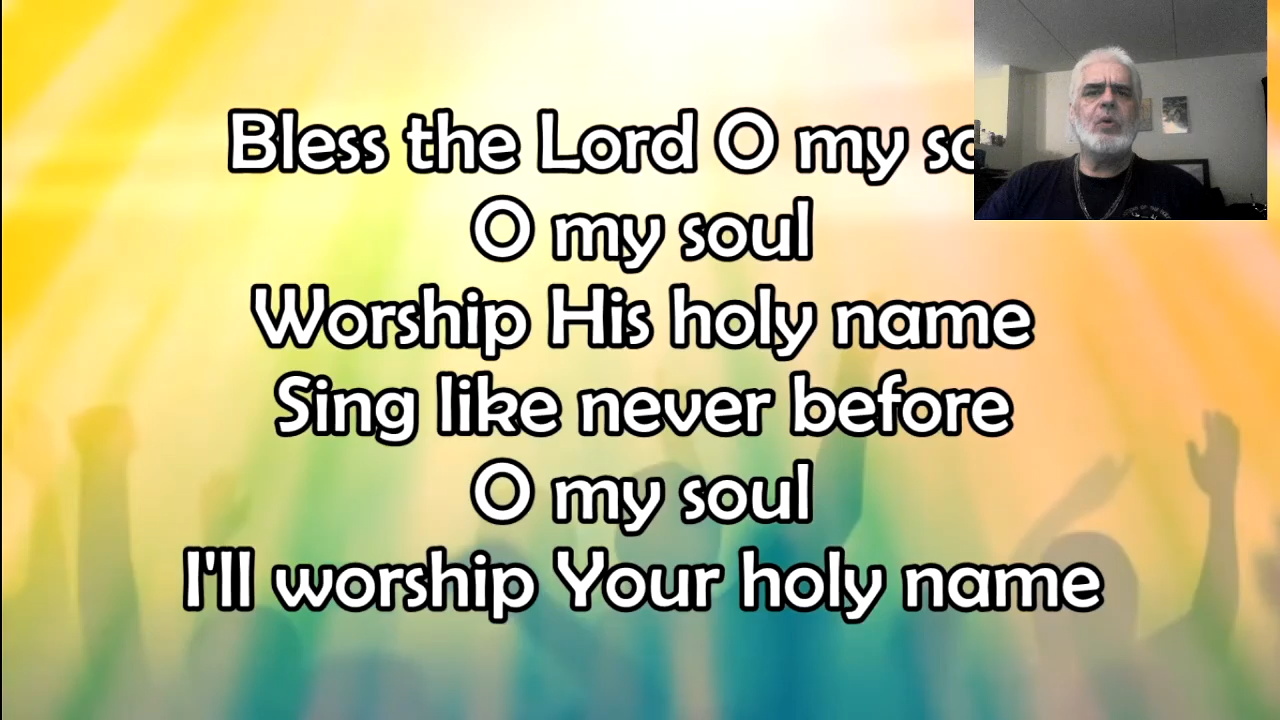 Bless the Lord O my
O my soul
Worship His holy name
Sing like never before
O my soul
I'll worship Your holy name